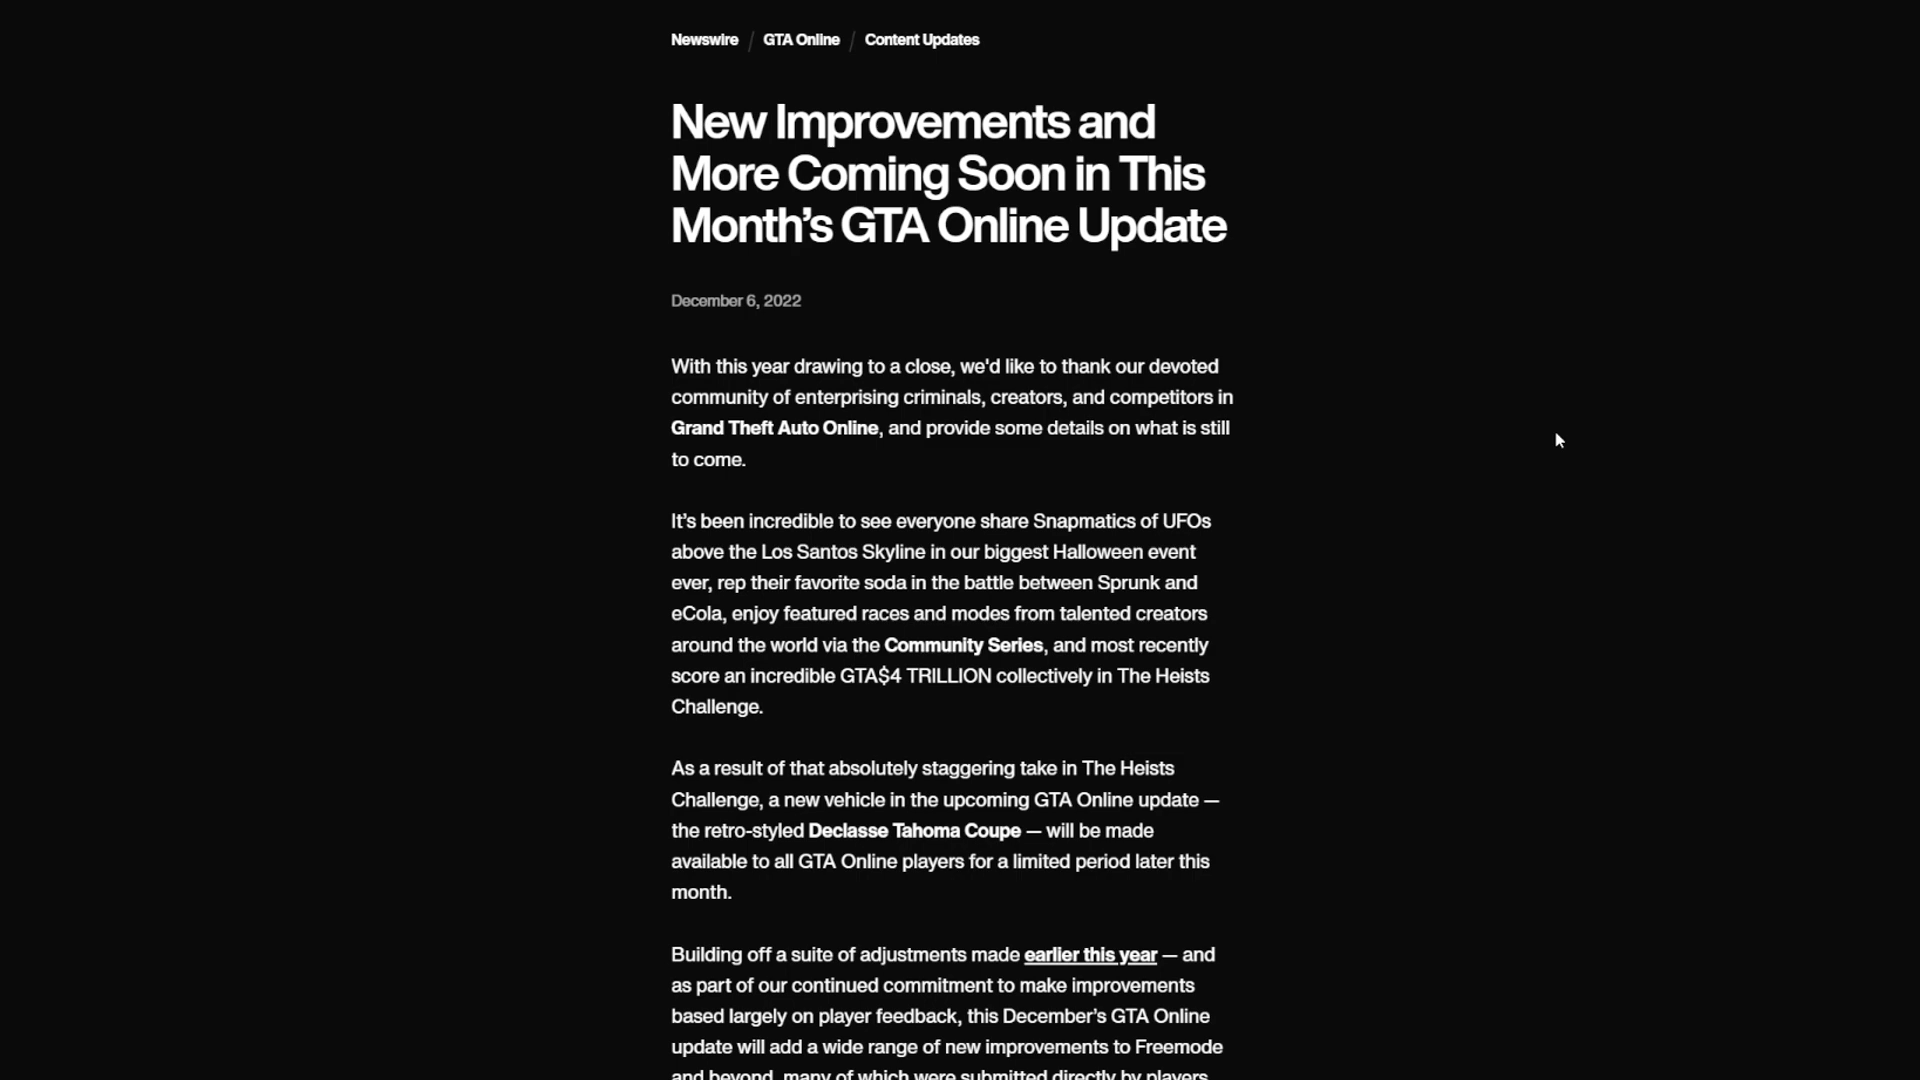 Newswire / GTA Online / Content Updates
New Improvements and
More Coming Soon in This
Month’s GTA Online Update
December 6, 2022
With this year drawing to a close, we'd like to thank our devoted
community of enterprising criminals, creators, and competitors in
Grand Theft Auto Online, and provide some details on what is still
to come.
It’s been incredible to see everyone share Snapmatics of UFOs
above the Los Santos Skyline in our biggest Halloween event
ever, rep their favorite soda in the battle between Sprunk and
eCola, enjoy featured races and modes from talented creators
around the world via the Community Series, and most recently
score an incredible GTA$4 TRILLION collectively in The Heists
Challenge.
As a result of that absolutely staggering take in The Heists
Challenge, a new vehicle in the upcoming GTA Online update —
the retro-styled Declasse Tahoma Coupe — will be made
available to all GTA Online players for a limited period later this
month.
Building off a suite of adjustments made earlier this year — and
as part of our continued commitment to make improvements
based largely on player feedback, this December’s GTA Online
update will add a wide range of new improvements to Freemode
and beyond, many of which were submitted directly by players